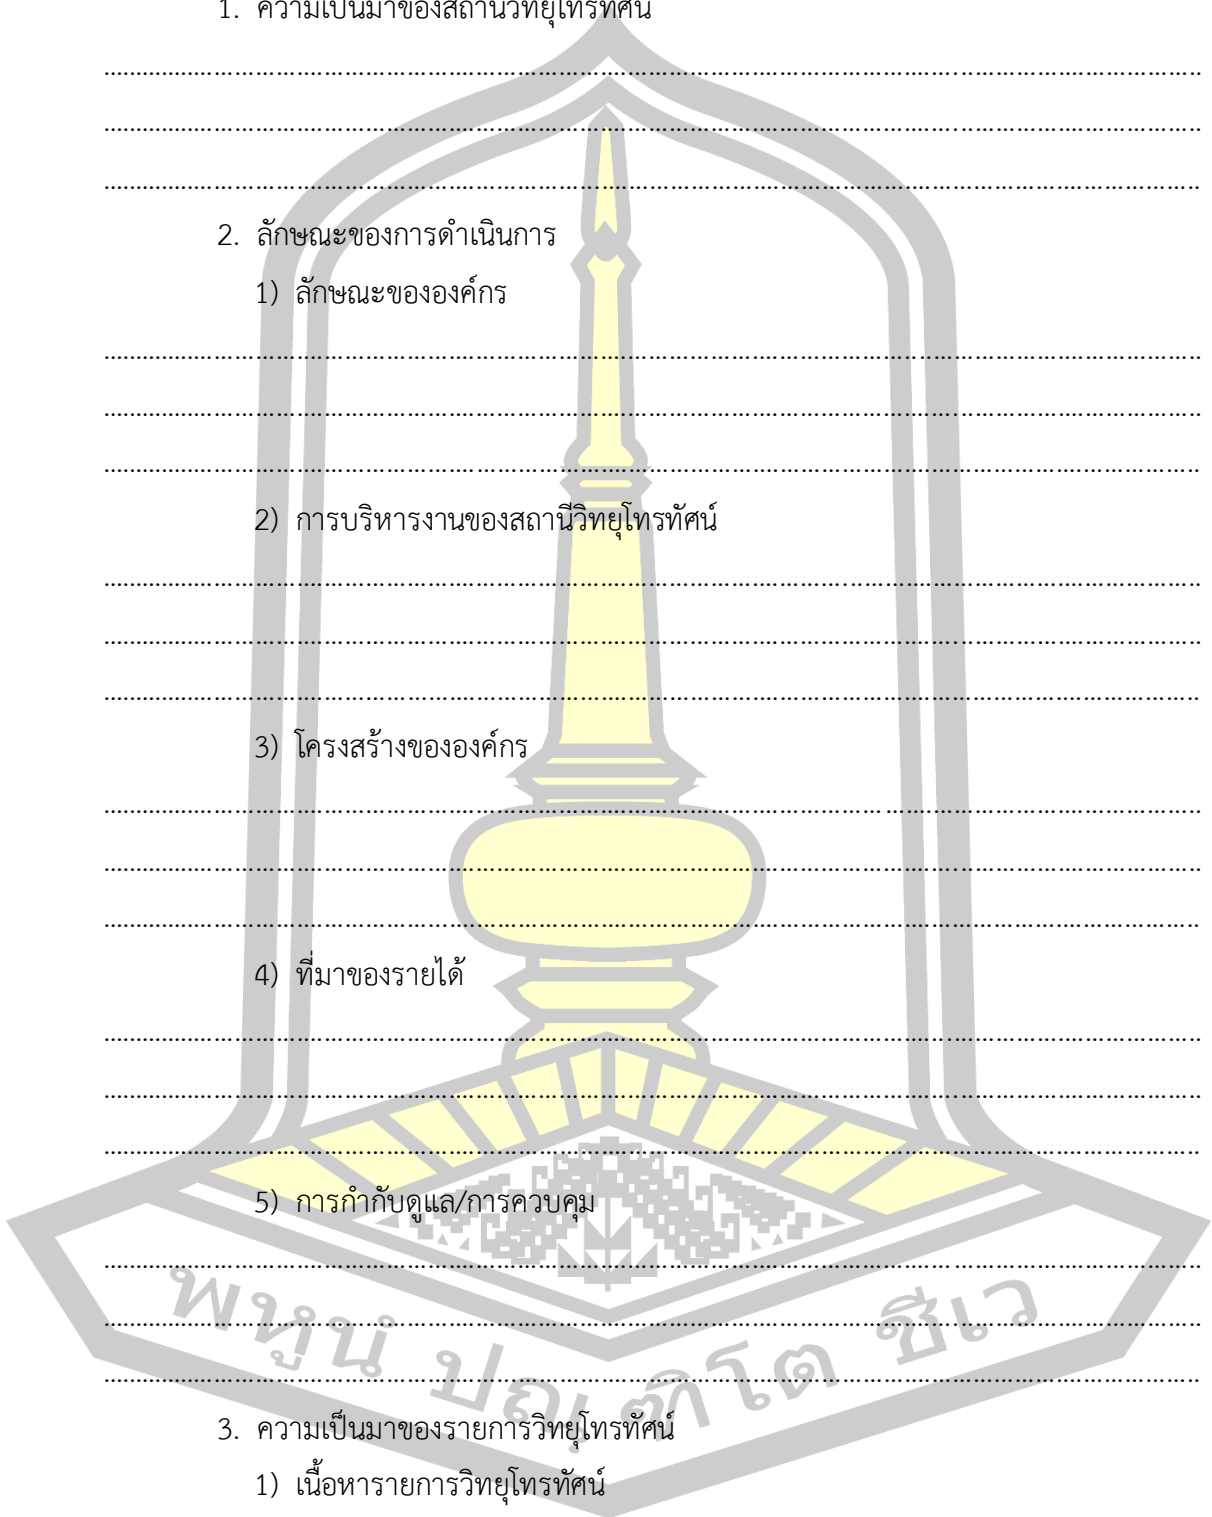 1. ความเป็นมาของสถานีวิทยุโทรทัศน์
................................................................................................................................................
................................................................................................................................................
................................................................................................................................................
2. ลักษณะของการดำเนินการ
1) ลักษณะขององค์กร
................................................................................................................................................
................................................................................................................................................
................................................................................................................................................
2) การบริหารงานของสถานีวิทยุโทรทัศน์
................................................................................................................................................
................................................................................................................................................
................................................................................................................................................
3) โครงสร้างขององค์กร
................................................................................................................................................
................................................................................................................................................
................................................................................................................................................
4) ที่มาของรายได้
................................................................................................................................................
................................................................................................................................................
................................................................................................................................................
5) การกำกับดูแล/การควบคุม
................................................................................................................................................
................................................................................................................................................
................................................................................................................................................
พหูนํ ปณฺฑิโต ชีเว
3. ความเป็นมาของรายการวิทยุโทรทัศน์
1) เนื้อหารายการวิทยุโทรทัศน์